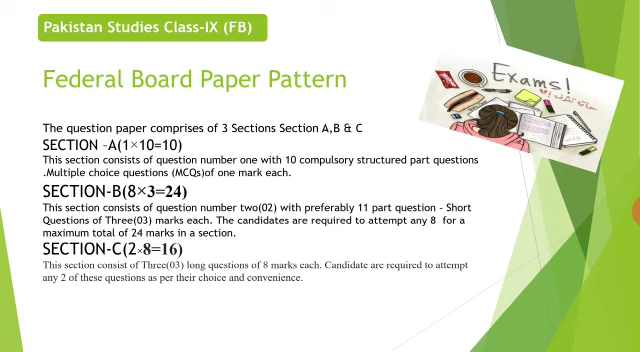 Pakistan Studies Class-IX (FB)
Federal Board Paper Pattern
Exams!
The question paper comprises of 3 Sections Section A,B & C
SECTION –A(1×10=10)
This section consists of question number one with 10 compulsory structured part questions
.Multiple choice questions (MCQs)of one mark each.
SECTION-B(8×3=24)
This section consists of question number two(02) with preferably 11 part question - Short
Questions of Three(03) marks each. The candidates are required to attempt any 8 for a
maximum total of 24 marks in a section.
SECTION-C(2×8=16)
This section consist of Three(03) long questions of 8 marks each. Candidate are required to attempt
any 2 of these questions as per their choice and convenience.